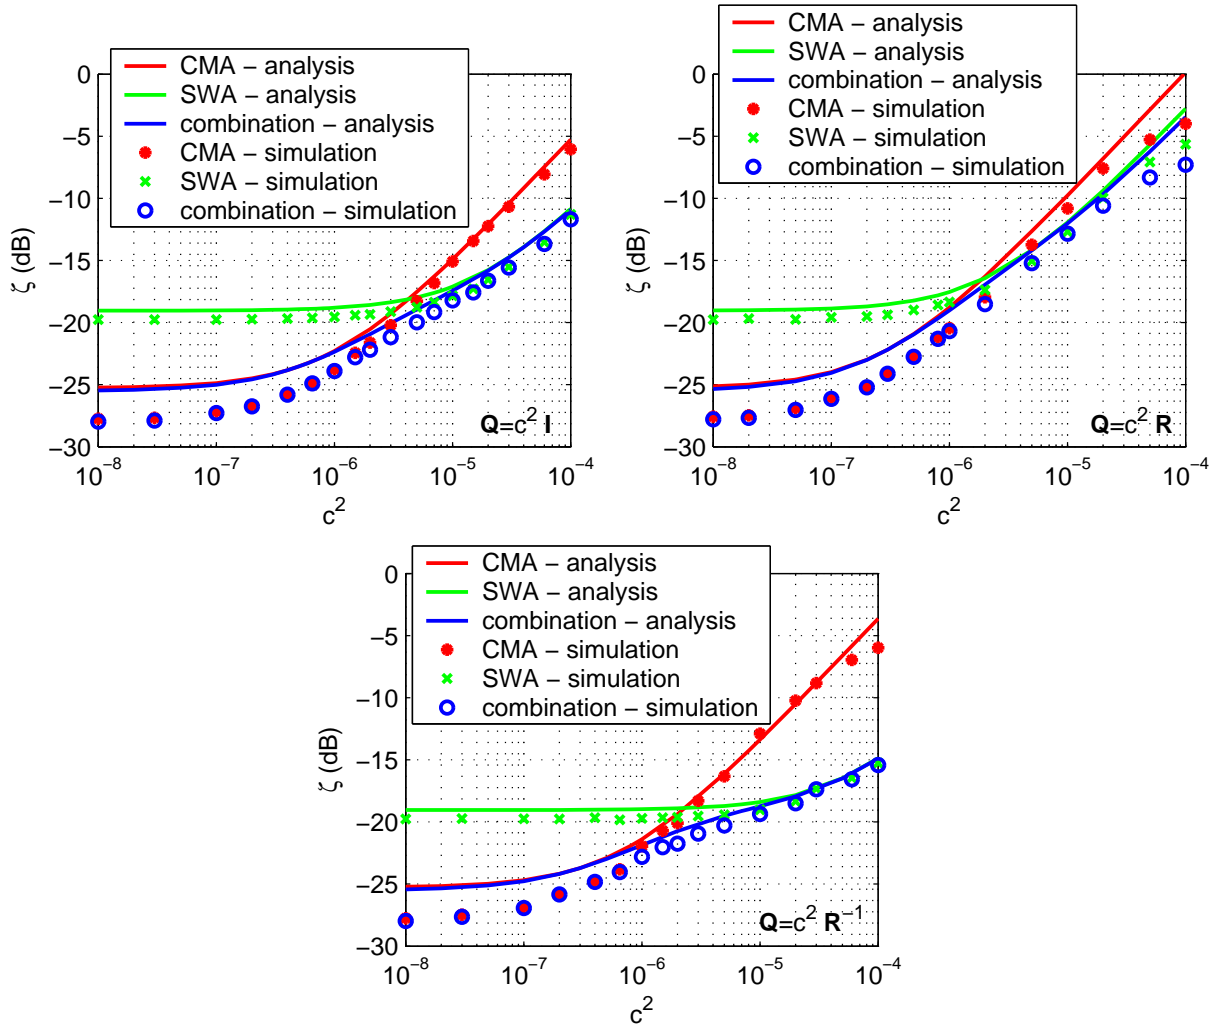 CMA – analysis
SWA – analysis
combination – analysis
CMA – simulation
SWA – simulation
combination – simulation
0
−5
−10
−15
−20
−25
−30
ζ (dB)
10⁻⁸ 10⁻⁷ 10⁻⁶ 10⁻⁵ 10⁻⁴
c²
Q=c² I
CMA – analysis
SWA – analysis
combination – analysis
CMA – simulation
SWA – simulation
combination – simulation
0
−5
−10
−15
−20
−25
−30
ζ (dB)
10⁻⁸ 10⁻⁷ 10⁻⁶ 10⁻⁵ 10⁻⁴
c²
Q=c² R
CMA – analysis
SWA – analysis
combination – analysis
CMA – simulation
SWA – simulation
combination – simulation
0
−5
−10
−15
−20
−25
−30
ζ (dB)
10⁻⁸ 10⁻⁷ 10⁻⁶ 10⁻⁵ 10⁻⁴
c²
Q=c² R⁻¹